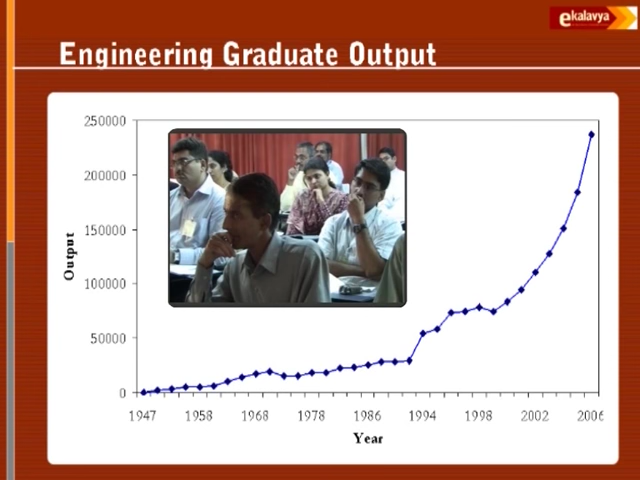 ekalavya
Engineering Graduate Output
250000
200000
150000
100000
50000
0
Output
1947 1958 1968 1978 1986 1994 1998 2002 2006
Year